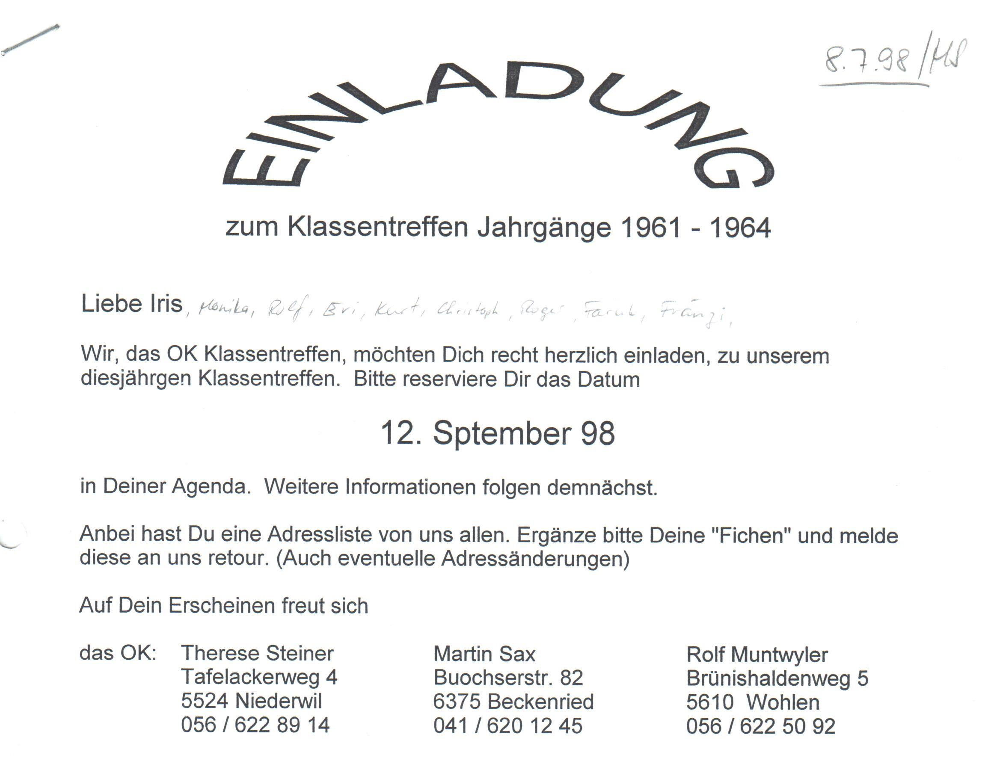 8.7.98/MS
EINLADUNG
zum Klassentreffen Jahrgänge 1961 - 1964
Liebe Iris, Monika, Rolf, Evi, Kurt, Christoph, Roger, Faruk, Fränzi,
Wir, das OK Klassentreffen, möchten Dich recht herzlich einladen, zu unserem
diesjährgen Klassentreffen. Bitte reserviere Dir das Datum
12. Sptember 98
in Deiner Agenda. Weitere Informationen folgen demnächst.
Anbei hast Du eine Adressliste von uns allen. Ergänze bitte Deine "Fichen" und melde
diese an uns retour. (Auch eventuelle Adressänderungen)
Auf Dein Erscheinen freut sich
das OK: Therese Steiner Martin Sax Rolf Muntwyler
Tafelackerweg 4 Buochserstr. 82 Brünishaldenweg 5
5524 Niederwil 6375 Beckenried 5610 Wohlen
056 / 622 89 14 041 / 620 12 45 056 / 622 50 92